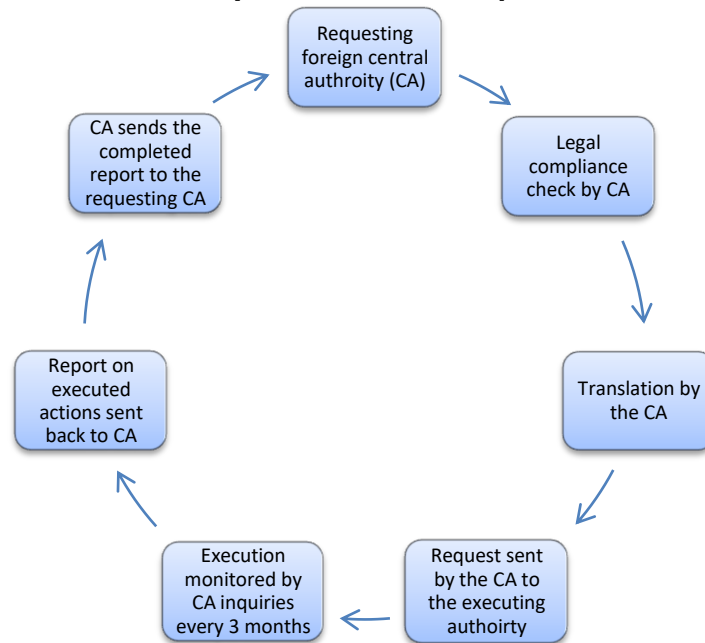 Requesting
foreign central
authroity (CA)
Legal
compliance
check by CA
Translation by
the CA
Request sent
by the CA to
the executing
authoirty
Execution
monitored by
CA inquiries
every 3 months
Report on
executed
actions sent
back to CA
CA sends the
completed
report to the
requesting CA